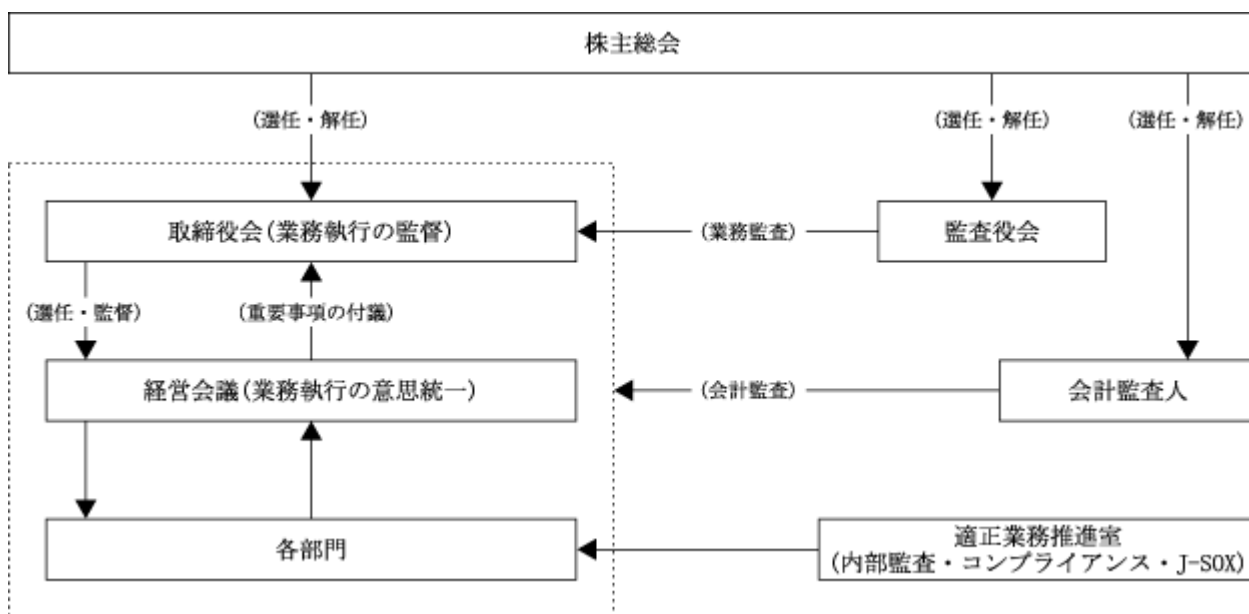 株主総会
(選任・解任)
(選任・解任)
(選任・解任)
取締役会(業務執行の監督)
(業務監査)
監査役会
(選任・監督)
(重要事項の付議)
経営会議(業務執行の意思統一)
(会計監査)
会計監査人
各部門
適正業務推進室
(内部監査・コンプライアンス・J-SOX)